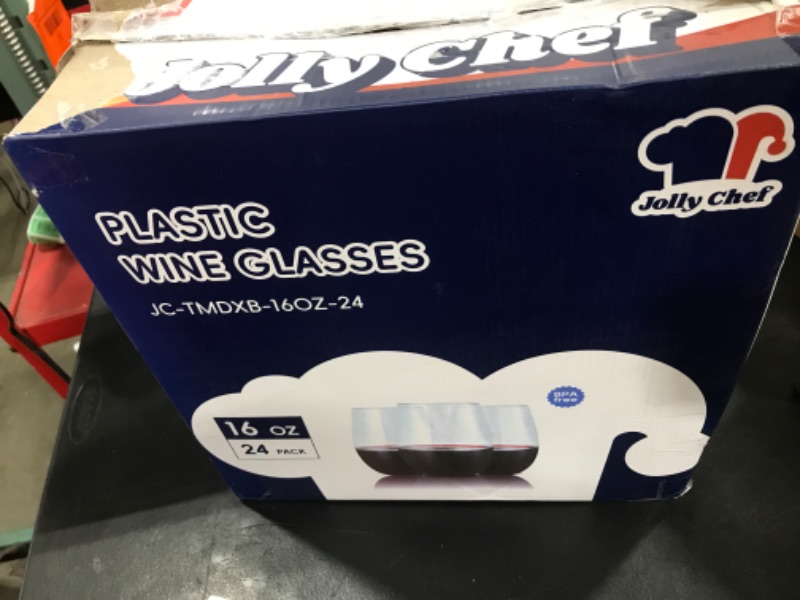 Jolly Chef
Jolly Chef
PLASTIC
WINE GLASSES
JC-TMDXB-16OZ-24
BPA
free
16 OZ
24 PACK